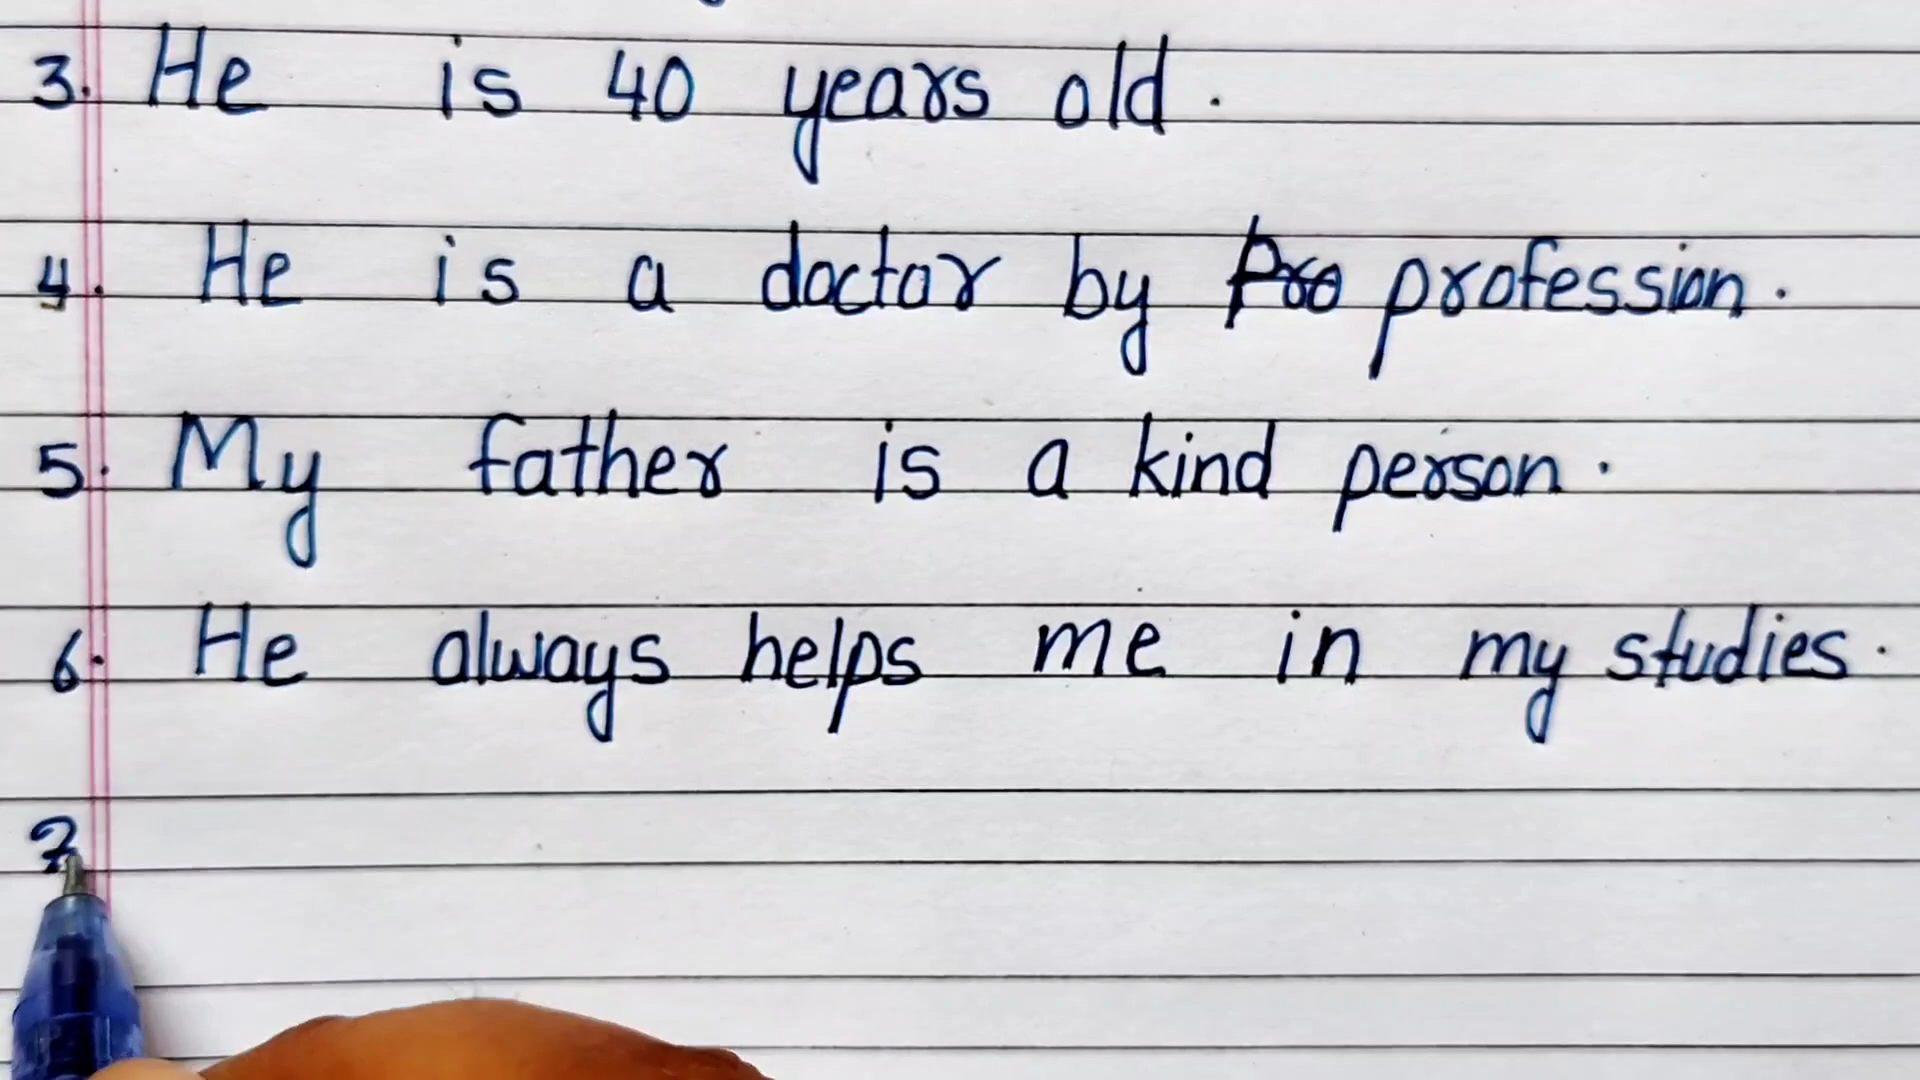 3. He is 40 years old.
4. He is a doctor by profession.
5. My father is a kind person.
6. He always helps me in my studies.